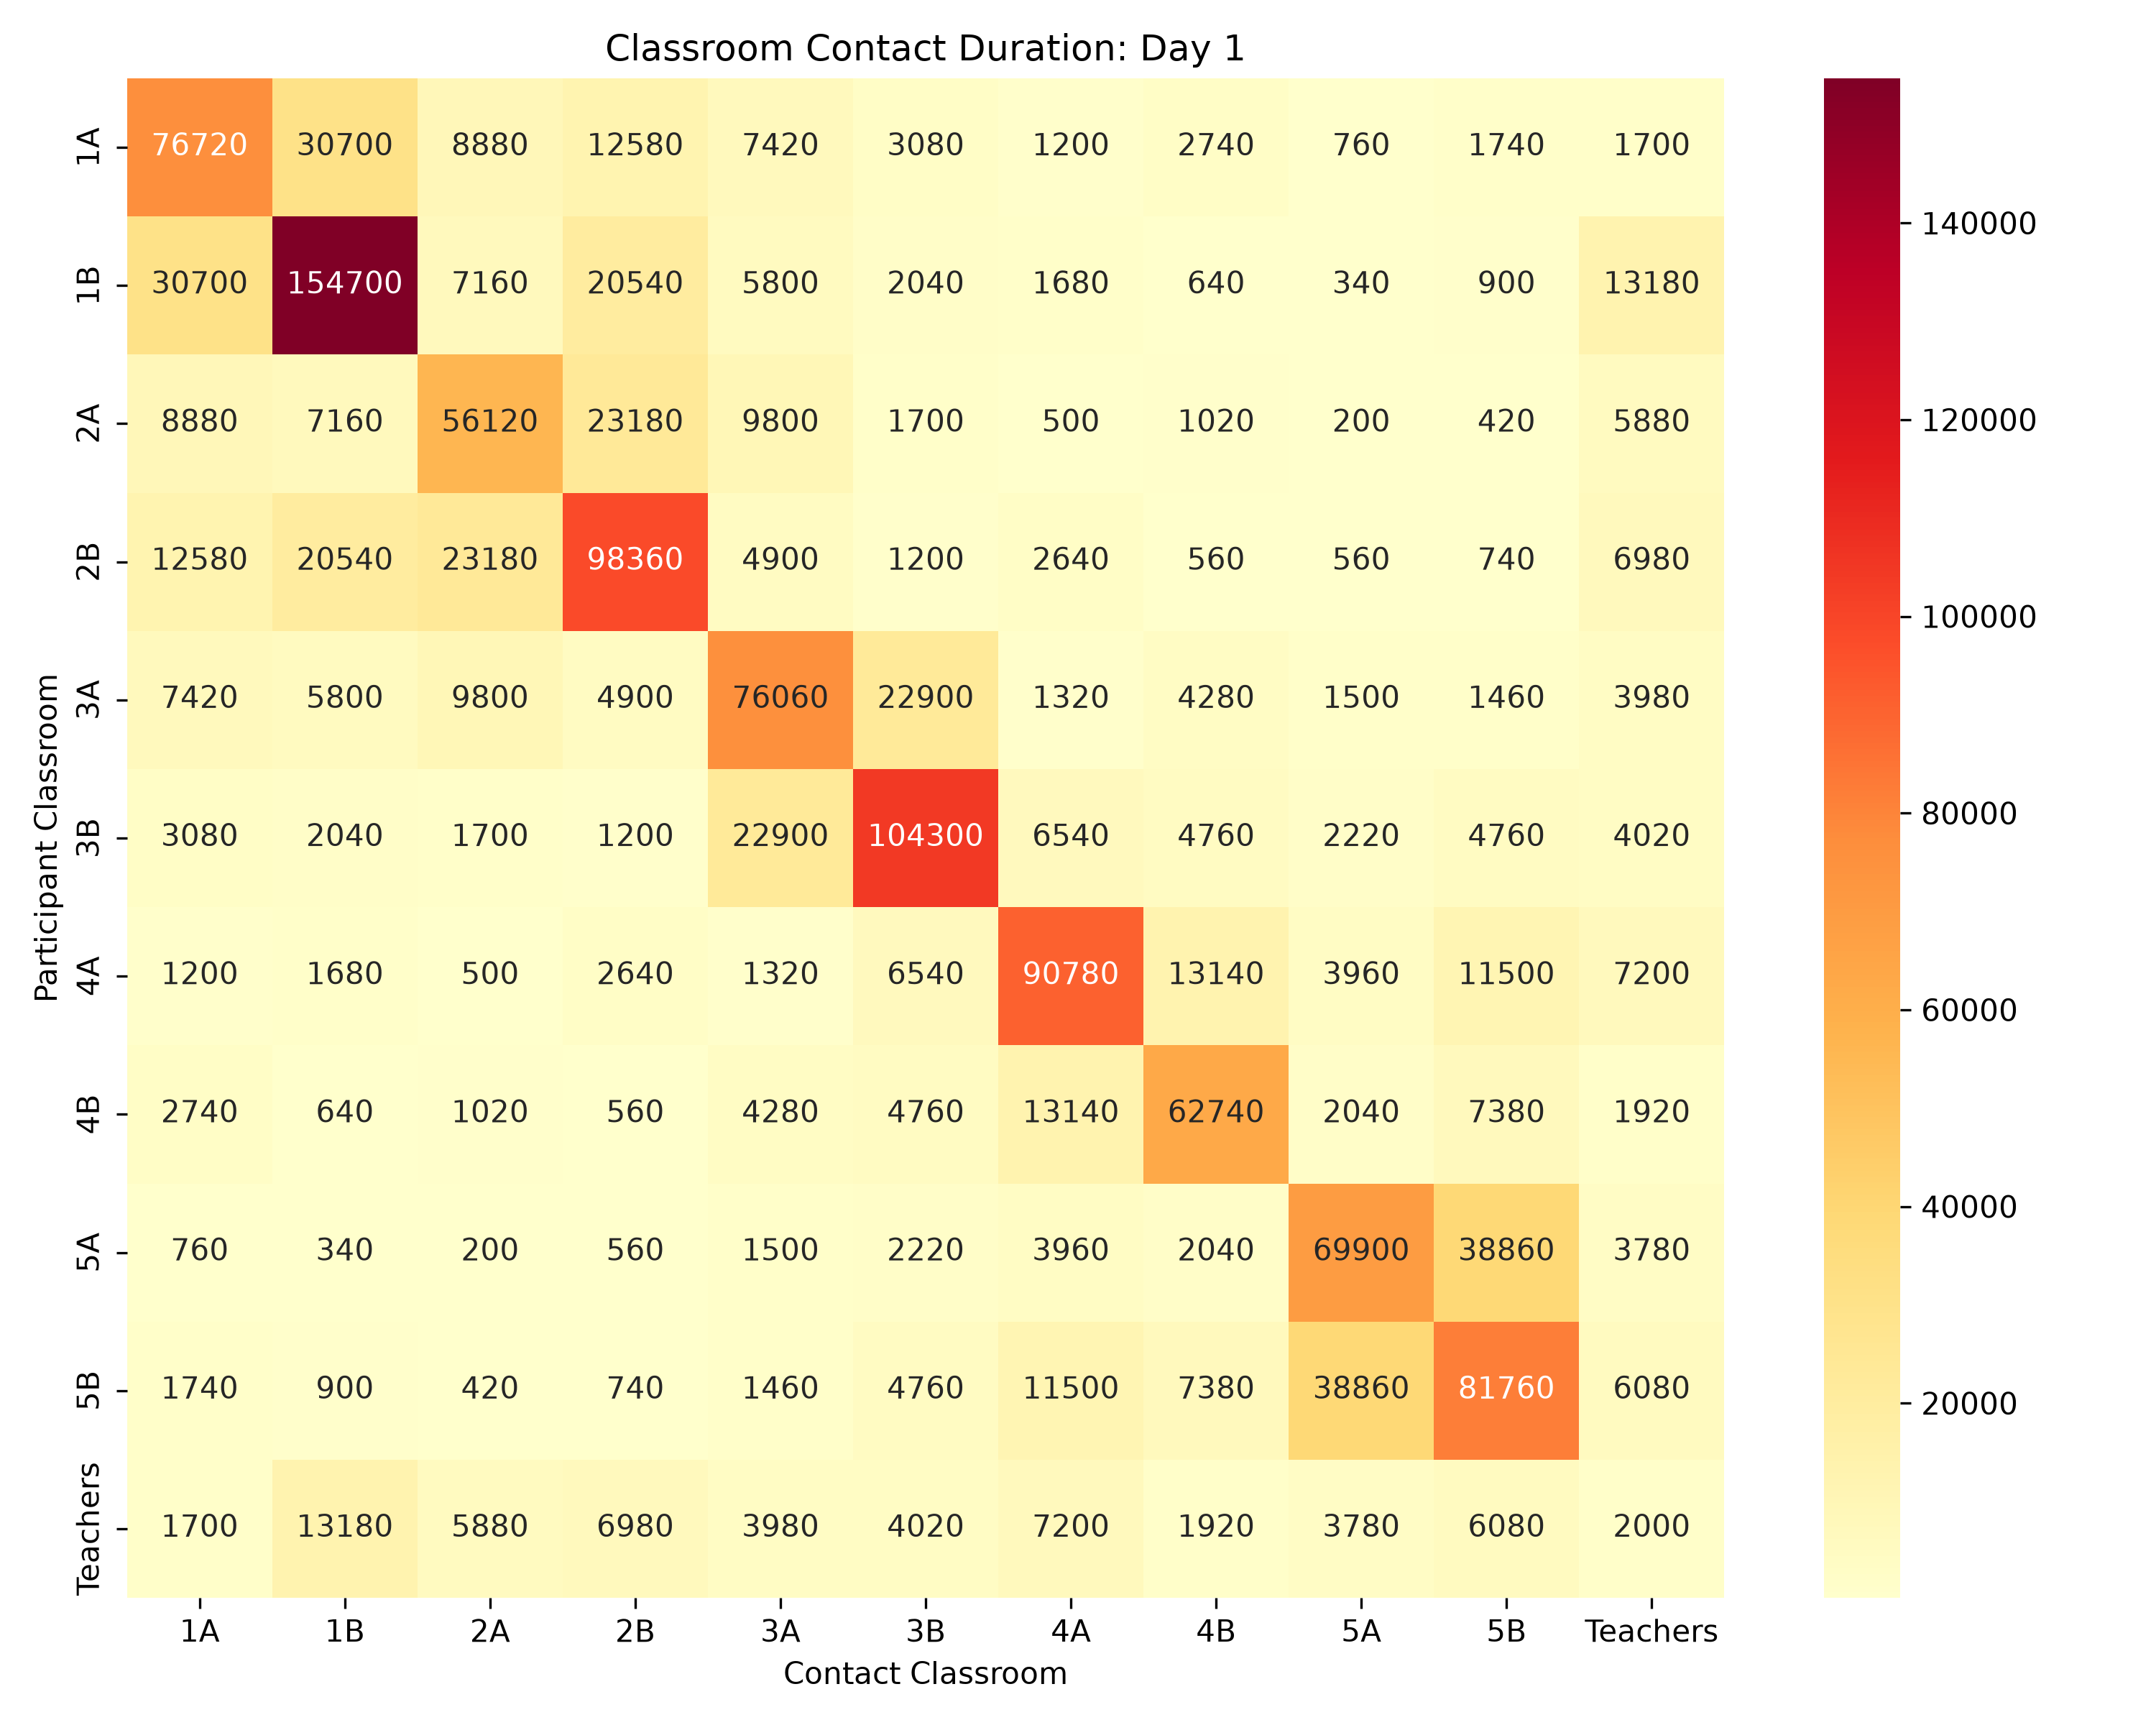 Classroom Contact Duration: Day 1
Participant Classroom
1A 76720 30700 8880 12580 7420 3080 1200 2740 760 1740 1700
1B 30700 154700 7160 20540 5800 2040 1680 640 340 900 13180
2A 8880 7160 56120 23180 9800 1700 500 1020 200 420 5880
2B 12580 20540 23180 98360 4900 1200 2640 560 560 740 6980
3A 7420 5800 9800 4900 76060 22900 1320 4280 1500 1460 3980
3B 3080 2040 1700 1200 22900 104300 6540 4760 2220 4760 4020
4A 1200 1680 500 2640 1320 6540 90780 13140 3960 11500 7200
4B 2740 640 1020 560 4280 4760 13140 62740 2040 7380 1920
5A 760 340 200 560 1500 2220 3960 2040 69900 38860 3780
5B 1740 900 420 740 1460 4760 11500 7380 38860 81760 6080
Teachers 1700 13180 5880 6980 3980 4020 7200 1920 3780 6080 2000
1A 1B 2A 2B 3A 3B 4A 4B 5A 5B Teachers
Contact Classroom
140000
120000
100000
80000
60000
40000
20000